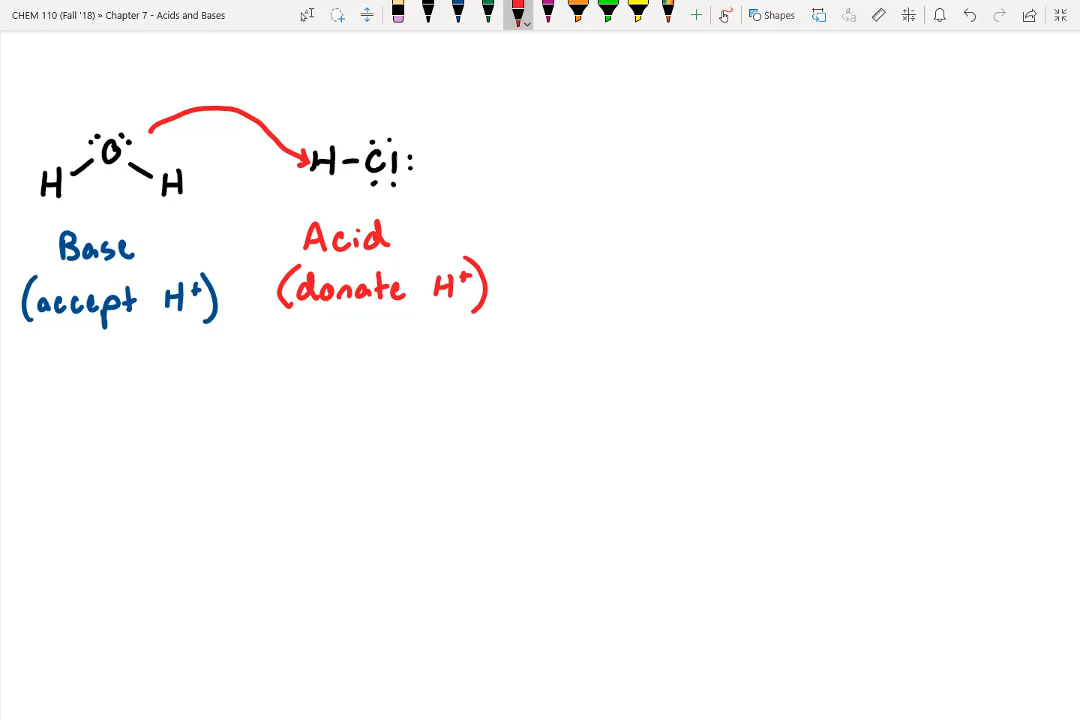 CHEM 110 (Fall '18) » Chapter 7 - Acids and Bases
Shapes
H O H
H-Cl
Base
(accept H+)
Acid
(donate H+)